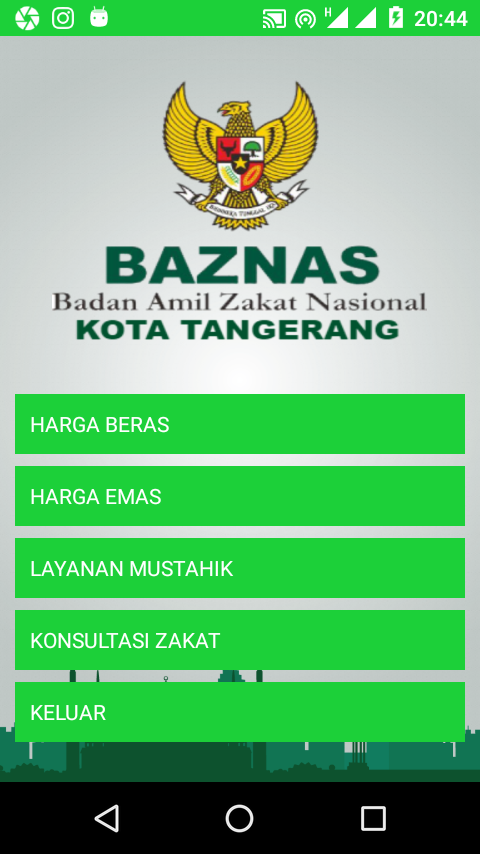 H
20:44
BAZNAS
Badan Amil Zakat Nasional
KOTA TANGERANG
HARGA BERAS
HARGA EMAS
LAYANAN MUSTAHIK
KONSULTASI ZAKAT
KELUAR